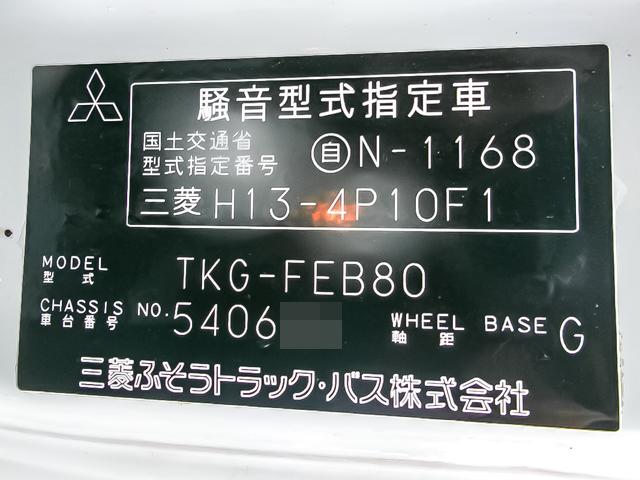 騒音型式指定車
国土交通省
型式指定番号 自N-1168
三菱 H13-4P10F1
MODEL
型式 TKG-FEB80
CHASSIS NO.
車台番号 5406
WHEEL BASE G
軸距
三菱ふそうトラック・バス株式会社